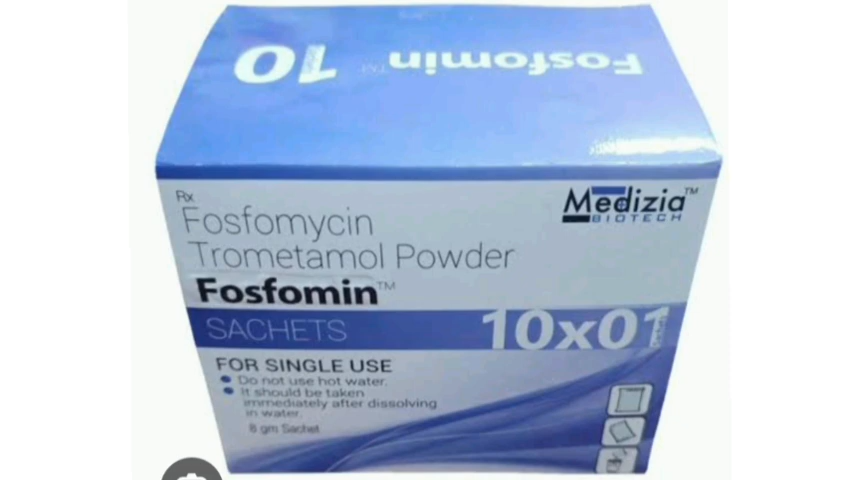 Fosfomin™
10
Rx
Fosfomycin
Trometamol Powder
Fosfomin™
Medizia™
BIOTECH
SACHETS
10x01
FOR SINGLE USE
Do not use hot water.
It should be taken
immediately after dissolving
in water.
8 gm Sachet